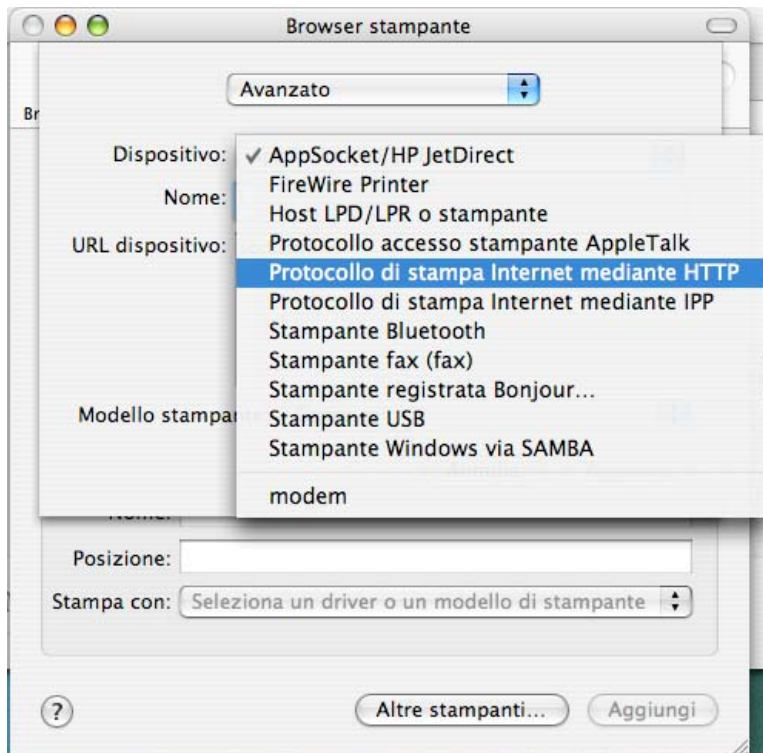 Browser stampante
Avanzato
Br
Dispositivo:
✓ AppSocket/HP JetDirect
FireWire Printer
Nome:
Host LPD/LPR o stampante
URL dispositivo:
Protocollo accesso stampante AppleTalk
Protocollo di stampa Internet mediante HTTP
Protocollo di stampa Internet mediante IPP
Stampante Bluetooth
Stampante fax (fax)
Stampante registrata Bonjour...
Modello stampa
Stampante USB
Stampante Windows via SAMBA
modem
Nome:
Posizione:
Stampa con: Seleziona un driver o un modello di stampante
? Altre stampanti... Aggiungi